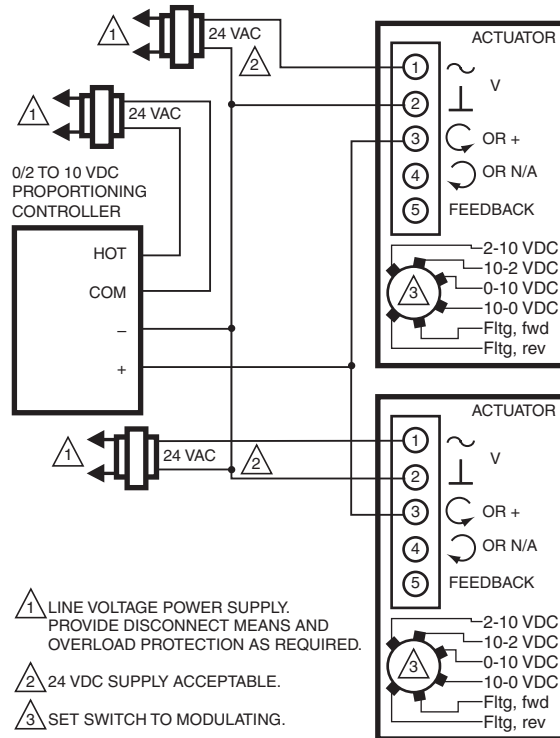 1
24 VAC
2
ACTUATOR
1
V
2
3
OR +
4
OR N/A
5
FEEDBACK
2-10 VDC
10-2 VDC
0-10 VDC
10-0 VDC
Fltg, fwd
Fltg, rev
3
1
24 VAC
0/2 TO 10 VDC
PROPORTIONING
CONTROLLER
HOT
COM
–
+
1
24 VAC
2
ACTUATOR
1
V
2
3
OR +
4
OR N/A
5
FEEDBACK
2-10 VDC
10-2 VDC
0-10 VDC
10-0 VDC
Fltg, fwd
Fltg, rev
3
1 LINE VOLTAGE POWER SUPPLY.
PROVIDE DISCONNECT MEANS AND
OVERLOAD PROTECTION AS REQUIRED.
2 24 VDC SUPPLY ACCEPTABLE.
3 SET SWITCH TO MODULATING.